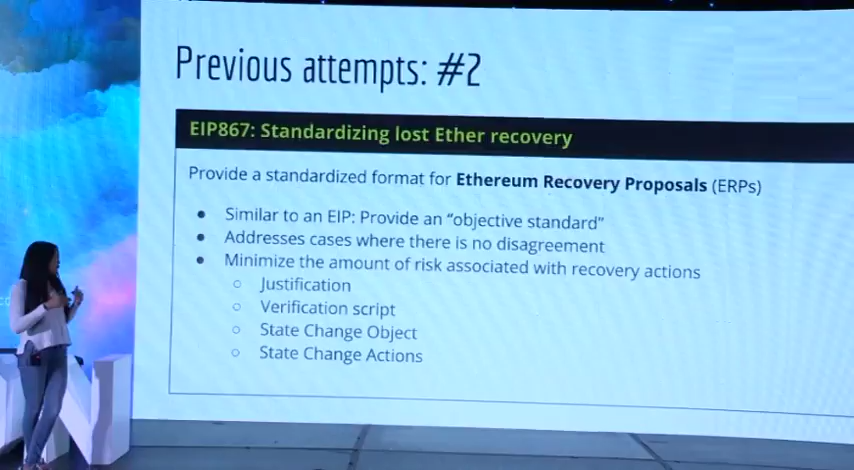 Previous attempts: #2
EIP867: Standardizing lost Ether recovery
Provide a standardized format for Ethereum Recovery Proposals (ERPs)
● Similar to an EIP: Provide an “objective standard”
● Addresses cases where there is no disagreement
● Minimize the amount of risk associated with recovery actions
○ Justification
○ Verification script
○ State Change Object
○ State Change Actions
N